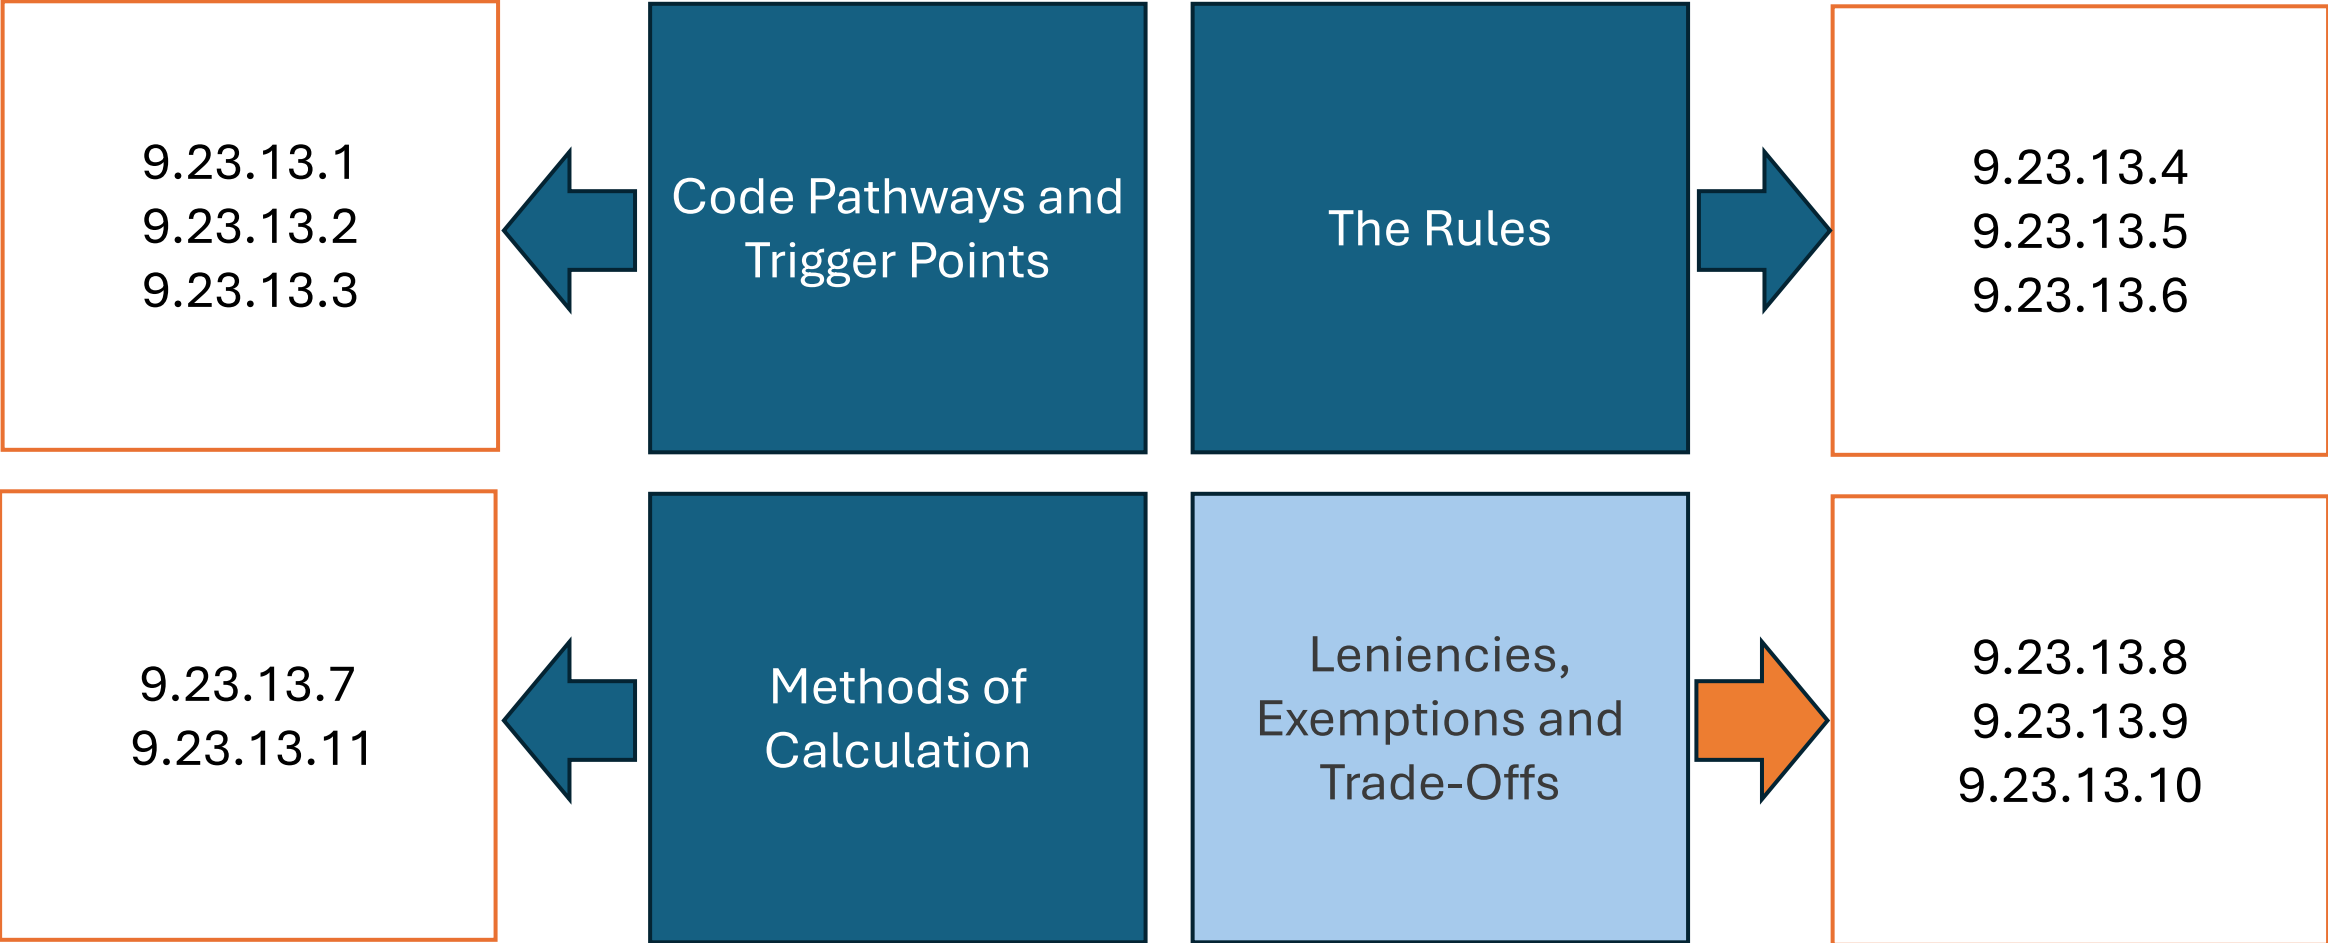 9.23.13.1
9.23.13.2
9.23.13.3
Code Pathways and
Trigger Points
The Rules
9.23.13.4
9.23.13.5
9.23.13.6
9.23.13.7
9.23.13.11
Methods of
Calculation
Leniencies,
Exemptions and
Trade-Offs
9.23.13.8
9.23.13.9
9.23.13.10